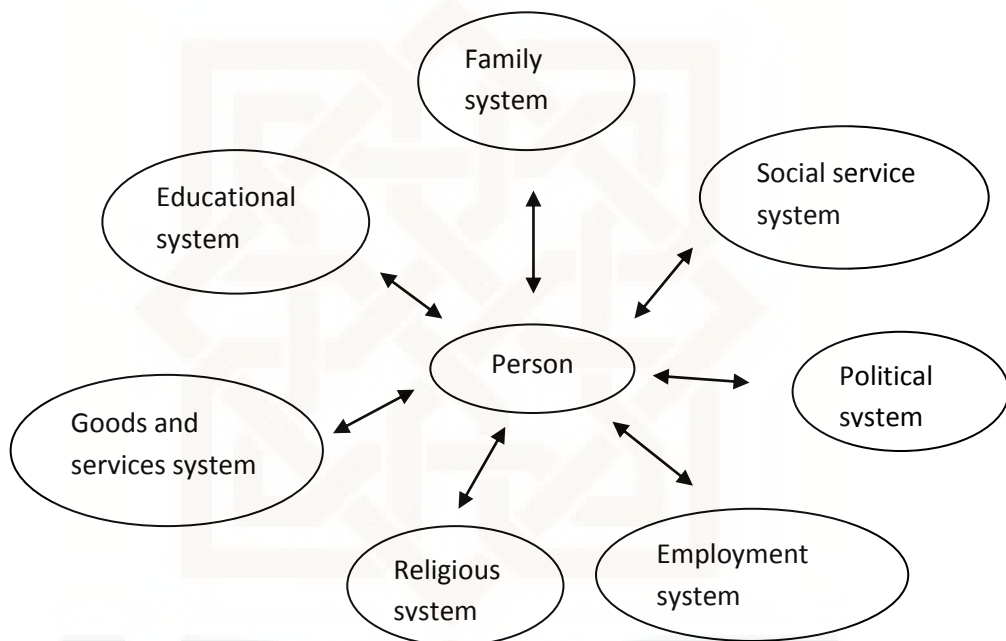 Family
system
Social service
system
Educational
system
Person
Political
system
Goods and
services system
Employment
system
Religious
system